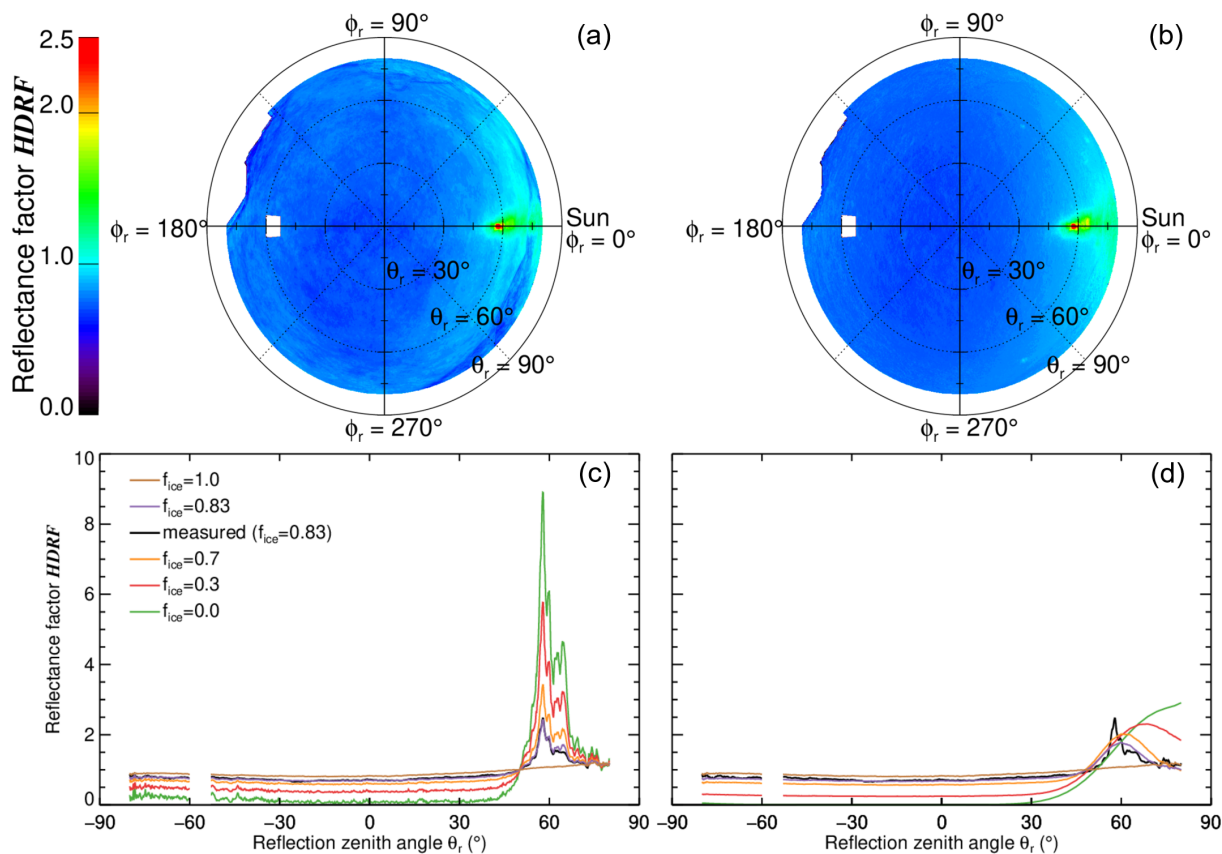 Reflectance factor HDRF
2.5
2.0
1.0
0.0
(a)
ϕr = 90°
ϕr = 180°
Sun
ϕr = 0°
θr = 30°
θr = 60°
θr = 90°
ϕr = 270°
(b)
ϕr = 90°
ϕr = 180°
Sun
ϕr = 0°
θr = 30°
θr = 60°
θr = 90°
ϕr = 270°
(c)
Reflectance factor HDRF
10
8
6
4
2
0
fice=1.0
fice=0.83
measured (fice=0.83)
fice=0.7
fice=0.3
fice=0.0
−90 −60 −30 0 30 60 90
Reflection zenith angle θr (°)
(d)
−90 −60 −30 0 30 60 90
Reflection zenith angle θr (°)